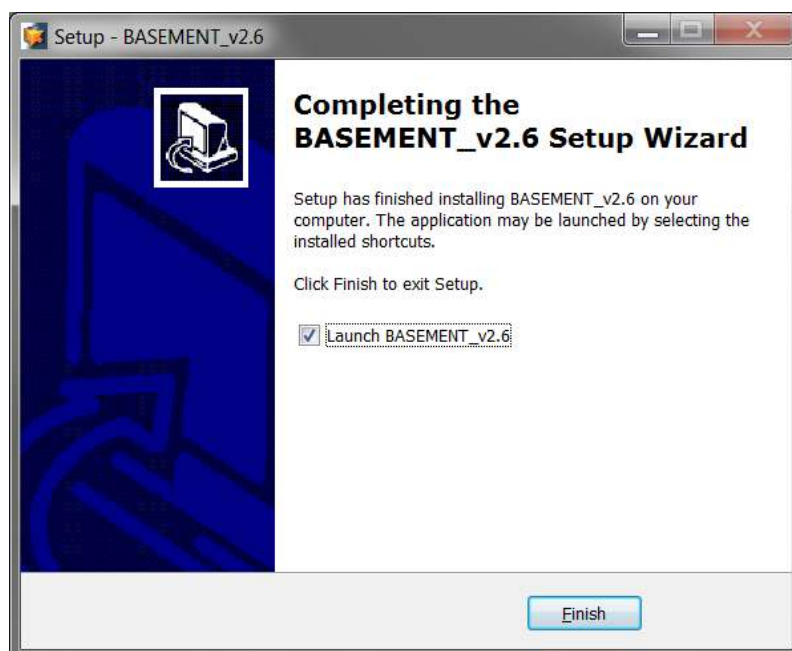 Setup - BASEMENT_v2.6
Completing the
BASEMENT_v2.6 Setup Wizard
Setup has finished installing BASEMENT_v2.6 on your
computer. The application may be launched by selecting the
installed shortcuts.
Click Finish to exit Setup.
Launch BASEMENT_v2.6
Finish